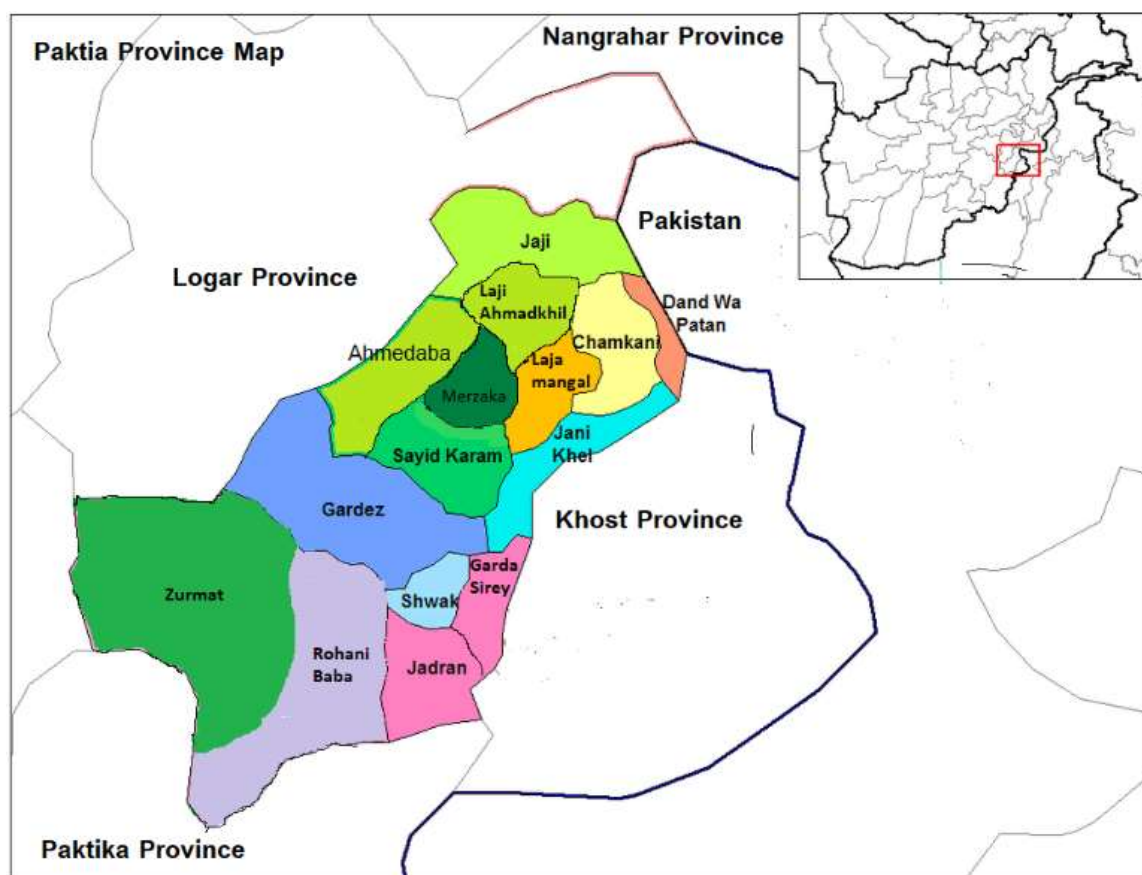 Paktia Province Map
Nangrahar Province
Pakistan
Jaji
Logar Province
Laji
Ahmadkhil
Dand Wa
Patan
Chamkani
Ahmedaba
Laja
mangal
Merzaka
Jani
Khel
Sayid Karam
Gardez
Khost Province
Garda
Sirey
Zurmat
Shwak
Rohani
Baba
Jadran
Paktika Province